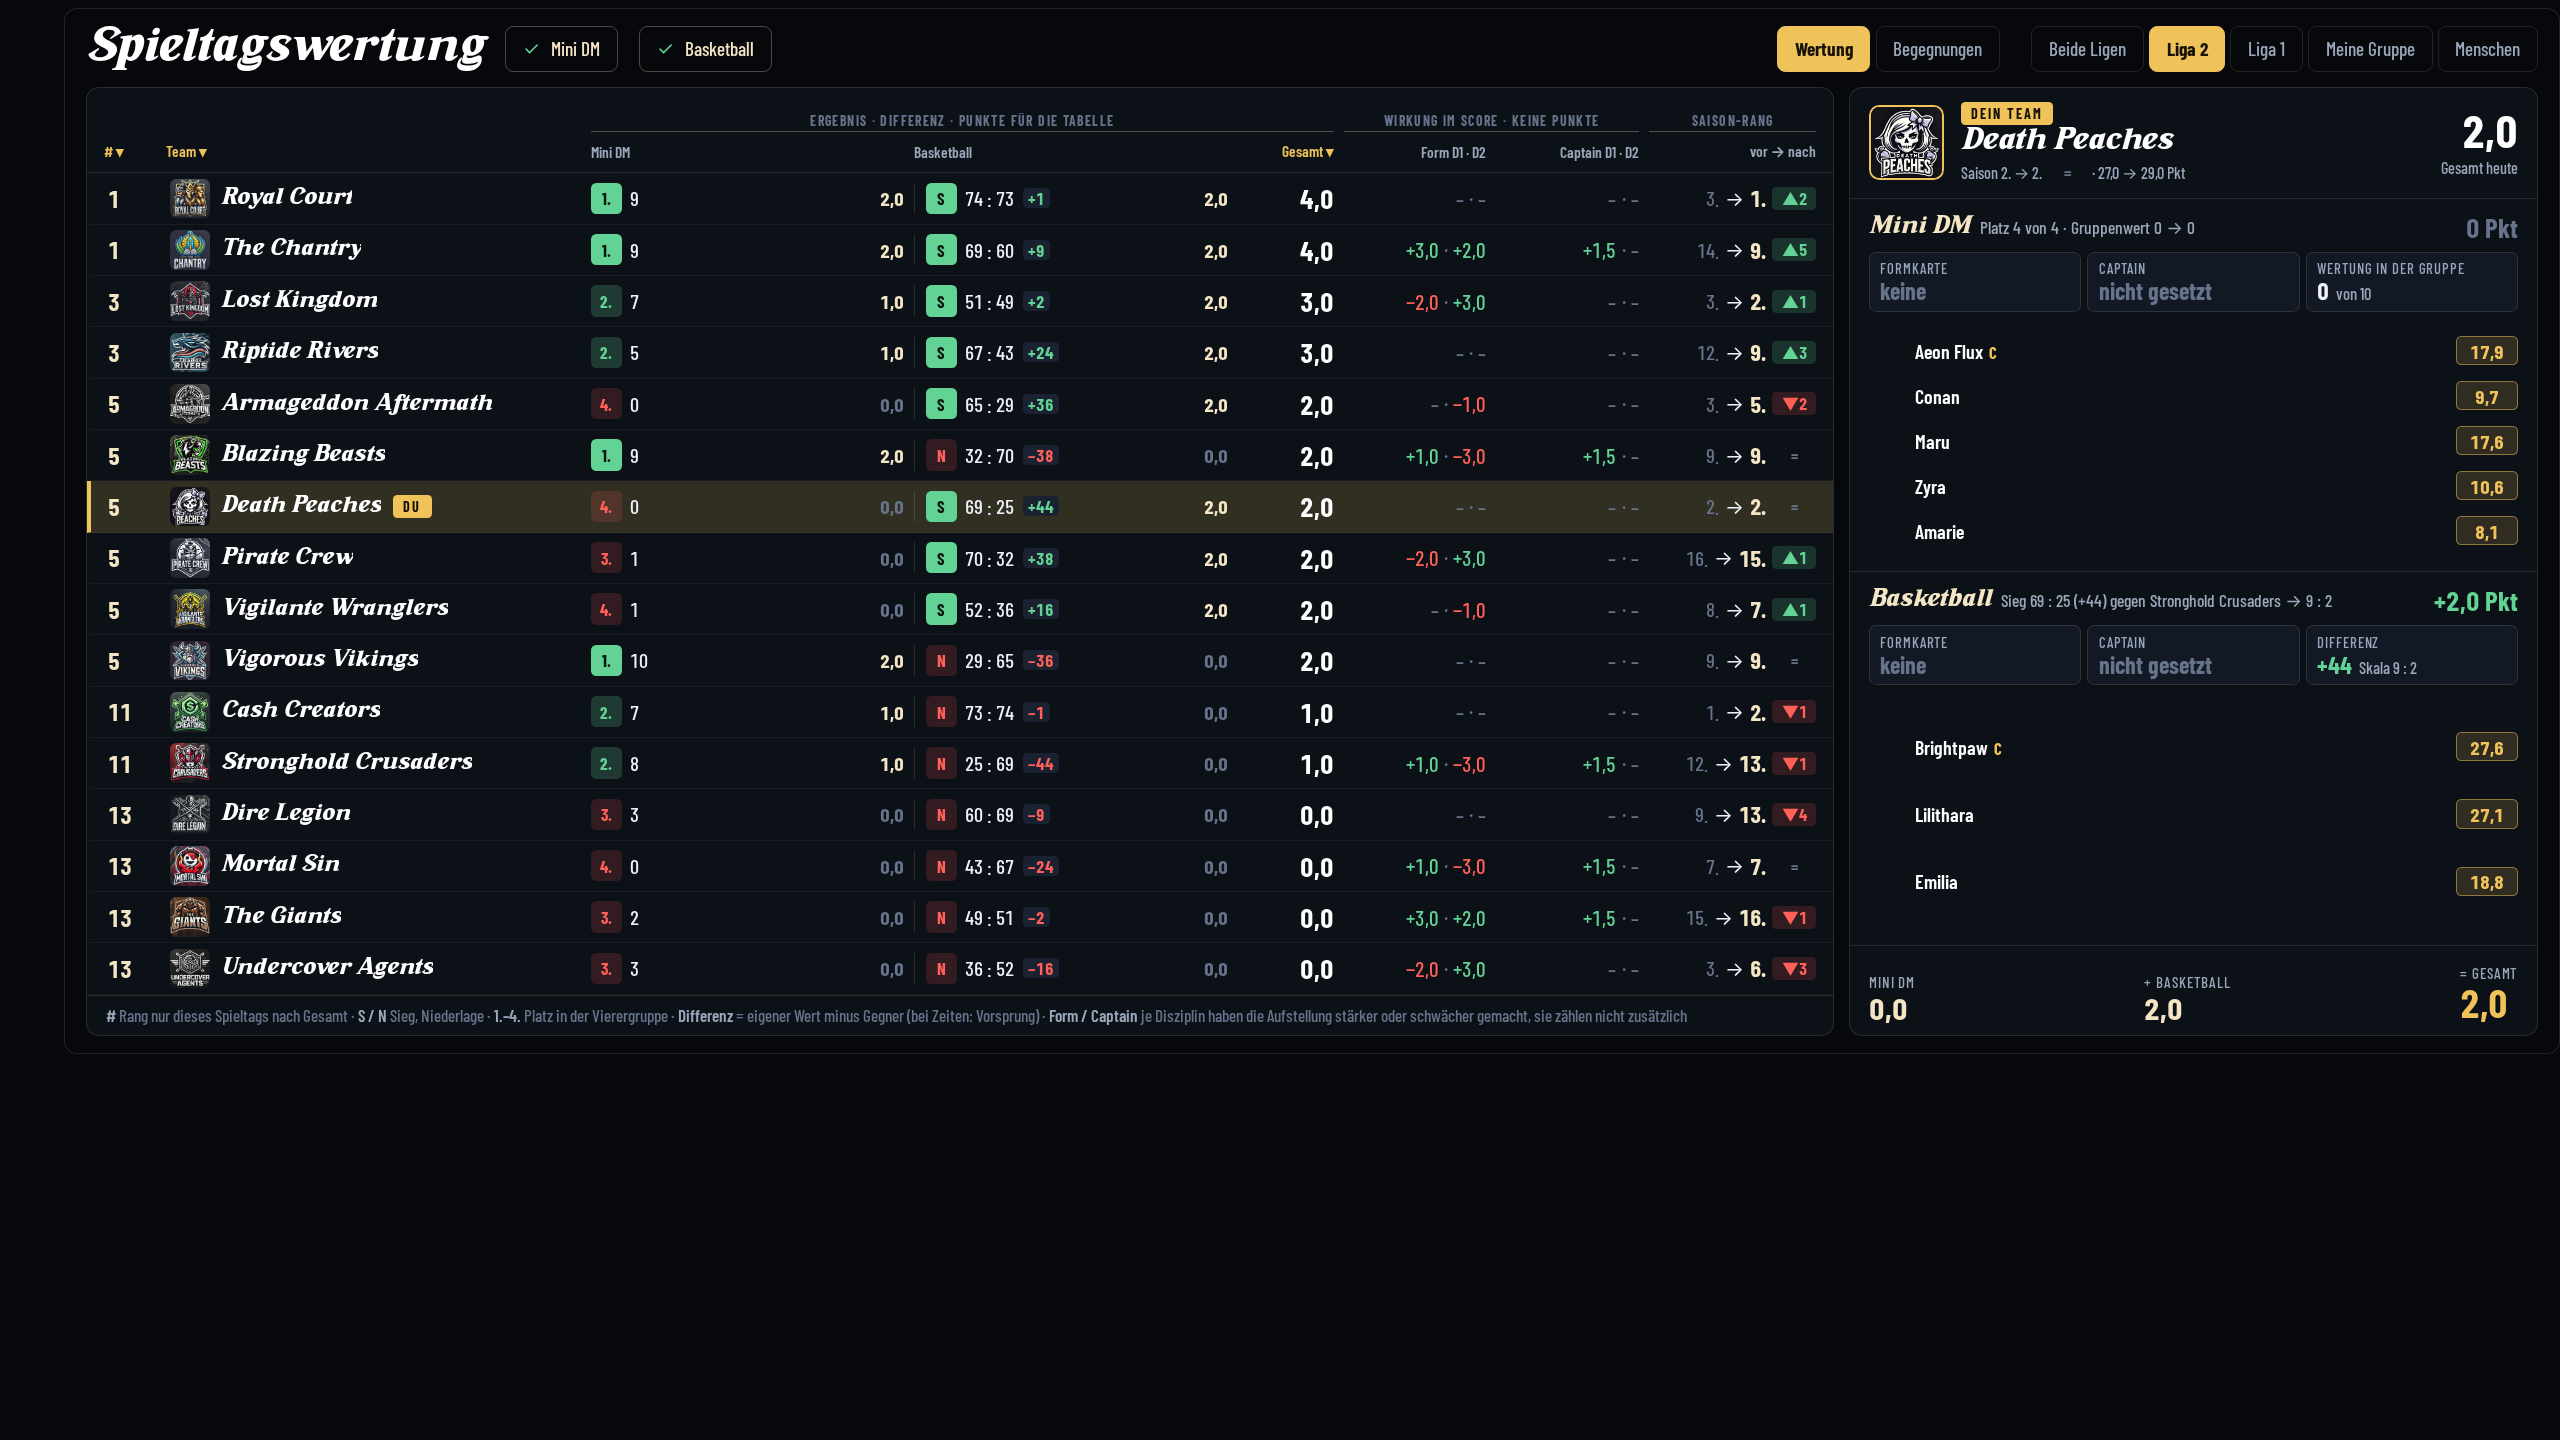 Spieltagswertung ✓ Mini DM ✓ Basketball Wertung Begegnungen Beide Ligen Liga 2 Liga 1 Meine Gruppe Menschen
ERGEBNIS · DIFFERENZ · PUNKTE FÜR DIE TABELLE WIRKUNG IM SCORE · KEINE PUNKTE SAISON-RANG
# ▾ Team ▾ Mini DM Basketball Gesamt ▾ Form D1 · D2 Captain D1 · D2 vor → nach
1 Royal Court 1. 9 2,0 S 74 : 73 +1 2,0 4,0 – · – – · – 3. → 1. ▲2
1 The Chantry 1. 9 2,0 S 69 : 60 +9 2,0 4,0 +3,0 · +2,0 +1,5 · – 14. → 9. ▲5
3 Lost Kingdom 2. 7 1,0 S 51 : 49 +2 2,0 3,0 −2,0 · +3,0 – · – 3. → 2. ▲1
3 Riptide Rivers 2. 5 1,0 S 67 : 43 +24 2,0 3,0 – · – – · – 12. → 9. ▲3
5 Armageddon Aftermath 4. 0 0,0 S 65 : 29 +36 2,0 2,0 – · −1,0 – · – 3. → 5. ▼2
5 Blazing Beasts 1. 9 2,0 N 32 : 70 −38 0,0 2,0 +1,0 · −3,0 +1,5 · – 9. → 9. =
5 Death Peaches DU 4. 0 0,0 S 69 : 25 +44 2,0 2,0 – · – – · – 2. → 2. =
5 Pirate Crew 3. 1 0,0 S 70 : 32 +38 2,0 2,0 −2,0 · +3,0 – · – 16. → 15. ▲1
5 Vigilante Wranglers 4. 1 0,0 S 52 : 36 +16 2,0 2,0 – · −1,0 – · – 8. → 7. ▲1
5 Vigorous Vikings 1. 10 2,0 N 29 : 65 −36 0,0 2,0 – · – – · – 9. → 9. =
11 Cash Creators 2. 7 1,0 N 73 : 74 −1 0,0 1,0 – · – – · – 1. → 2. ▼1
11 Stronghold Crusaders 2. 8 1,0 N 25 : 69 −44 0,0 1,0 +1,0 · −3,0 +1,5 · – 12. → 13. ▼1
13 Dire Legion 3. 3 0,0 N 60 : 69 −9 0,0 0,0 – · – – · – 9. → 13. ▼4
13 Mortal Sin 4. 0 0,0 N 43 : 67 −24 0,0 0,0 +1,0 · −3,0 +1,5 · – 7. → 7. =
13 The Giants 3. 2 0,0 N 49 : 51 −2 0,0 0,0 +3,0 · +2,0 +1,5 · – 15. → 16. ▼1
13 Undercover Agents 3. 3 0,0 N 36 : 52 −16 0,0 0,0 −2,0 · +3,0 – · – 3. → 6. ▼3
# Rang nur dieses Spieltags nach Gesamt · S / N Sieg, Niederlage · 1.–4. Platz in der Vierergruppe · Differenz = eigener Wert minus Gegner (bei Zeiten: Vorsprung) · Form / Captain je Disziplin haben die Aufstellung stärker oder schwächer gemacht, sie zählen nicht zusätzlich
DEIN TEAM
Death Peaches 2,0
Saison 2. → 2. = · 27,0 → 29,0 Pkt Gesamt heute
Mini DM Platz 4 von 4 · Gruppenwert 0 → 0 0 Pkt
FORMKARTE CAPTAIN WERTUNG IN DER GRUPPE
keine nicht gesetzt 0 von 10
Aeon Flux C 17,9
Conan 9,7
Maru 17,6
Zyra 10,6
Amarie 8,1
Basketball Sieg 69 : 25 (+44) gegen Stronghold Crusaders → 9 : 2 +2,0 Pkt
FORMKARTE CAPTAIN DIFFERENZ
keine nicht gesetzt +44 Skala 9 : 2
Brightpaw C 27,6
Lilithara 27,1
Emilia 18,8
MINI DM + BASKETBALL = GESAMT
0,0 2,0 2,0